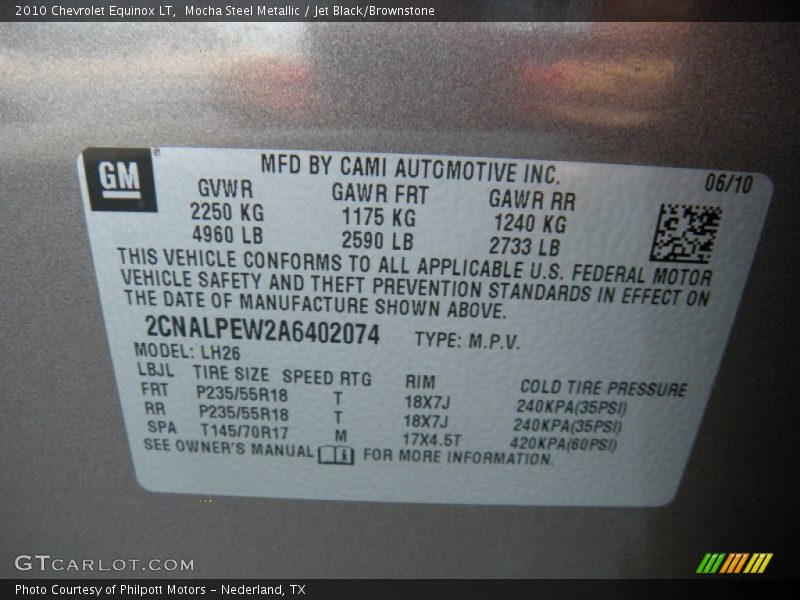 2010 Chevrolet Equinox LT, Mocha Steel Metallic / Jet Black/Brownstone
GM
MFD BY CAMI AUTOMOTIVE INC.
06/10
GVWR GAWR FRT GAWR RR
2250 KG 1175 KG 1240 KG
4960 LB 2590 LB 2733 LB
THIS VEHICLE CONFORMS TO ALL APPLICABLE U.S. FEDERAL MOTOR
VEHICLE SAFETY AND THEFT PREVENTION STANDARDS IN EFFECT ON
THE DATE OF MANUFACTURE SHOWN ABOVE.
2CNALPEW2A6402074 TYPE: M.P.V.
MODEL: LH26
LBJL TIRE SIZE SPEED RTG RIM COLD TIRE PRESSURE
FRT P235/55R18 T 18X7J 240KPA(35PSI)
RR P235/55R18 T 18X7J 240KPA(35PSI)
SPA T145/70R17 M 17X4.5T 420KPA(60PSI)
SEE OWNER'S MANUAL FOR MORE INFORMATION.
GTCARLOT.COM
Photo Courtesy of Philpott Motors - Nederland, TX